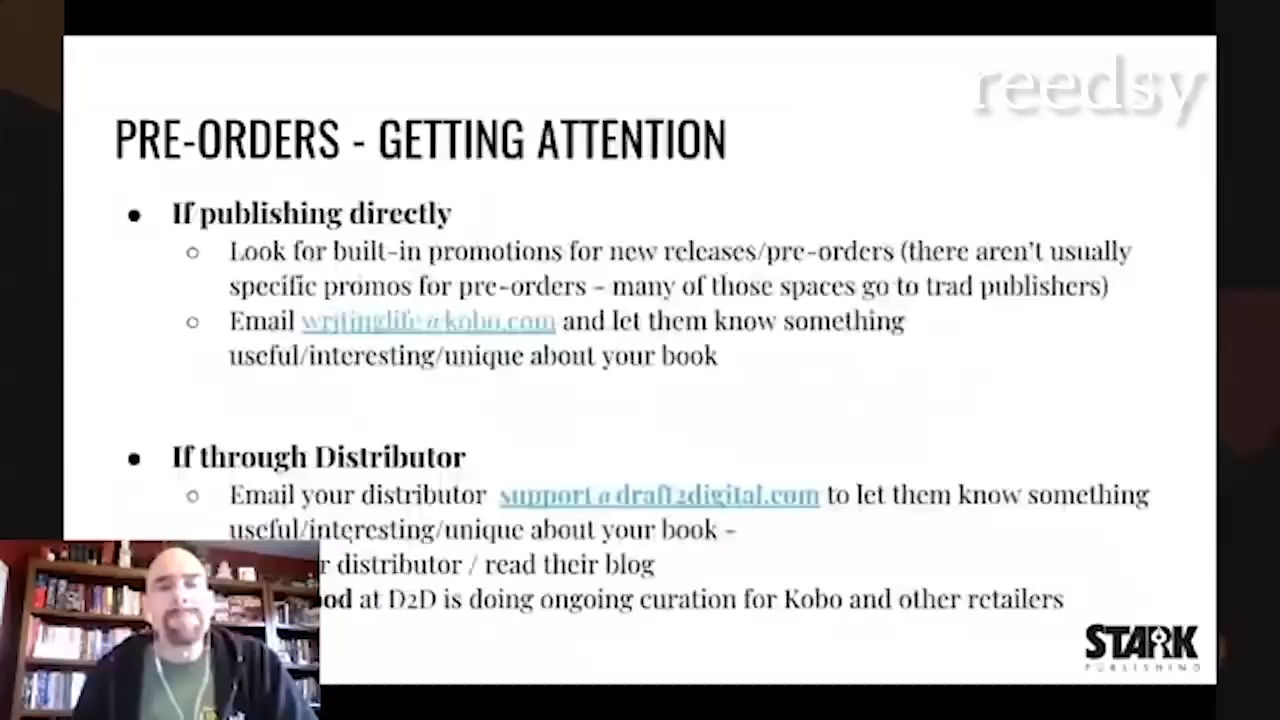 reedsy
PRE-ORDERS - GETTING ATTENTION
● If publishing directly
○ Look for built-in promotions for new releases/pre-orders (there aren't usually
specific promos for pre-orders - many of those spaces go to trad publishers)
○ Email writinglife@kobo.com and let them know something
useful/interesting/unique about your book
● If through Distributor
○ Email your distributor support@draft2digital.com to let them know something
useful/interesting/unique about your book -
r distributor / read their blog
ood at D2D is doing ongoing curation for Kobo and other retailers
STARK
PUBLISHING